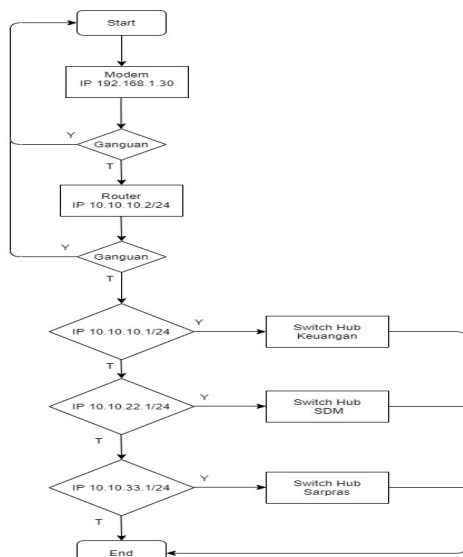 Start
Modem
IP 192.168.1.30
Y
Ganguan
T
Router
IP 10.10.10.2/24
Y
Ganguan
T
IP 10.10.10.1/24
Y
Switch Hub
Keuangan
T
IP 10.10.22.1/24
Y
Switch Hub
SDM
T
IP 10.10.33.1/24
Y
Switch Hub
Sarpras
T
End